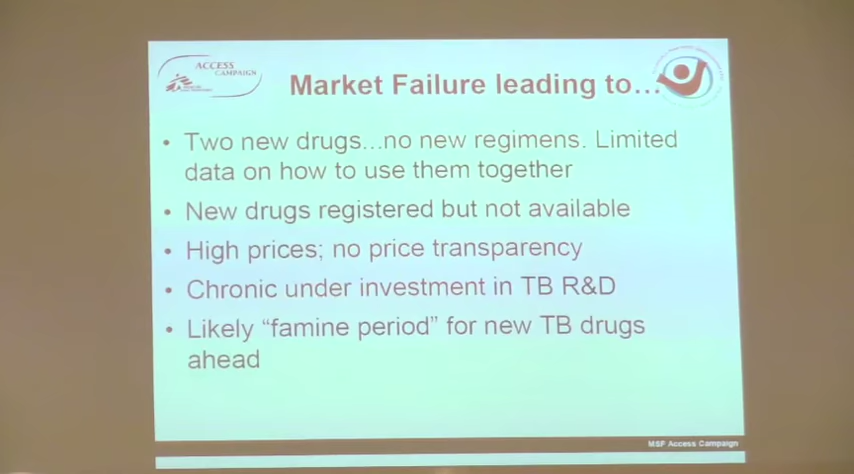 ACCESS
CAMPAIGN
Market Failure leading to...
• Two new drugs...no new regimens. Limited
data on how to use them together
• New drugs registered but not available
• High prices; no price transparency
• Chronic under investment in TB R&D
• Likely “famine period” for new TB drugs
ahead
MSF Access Campaign